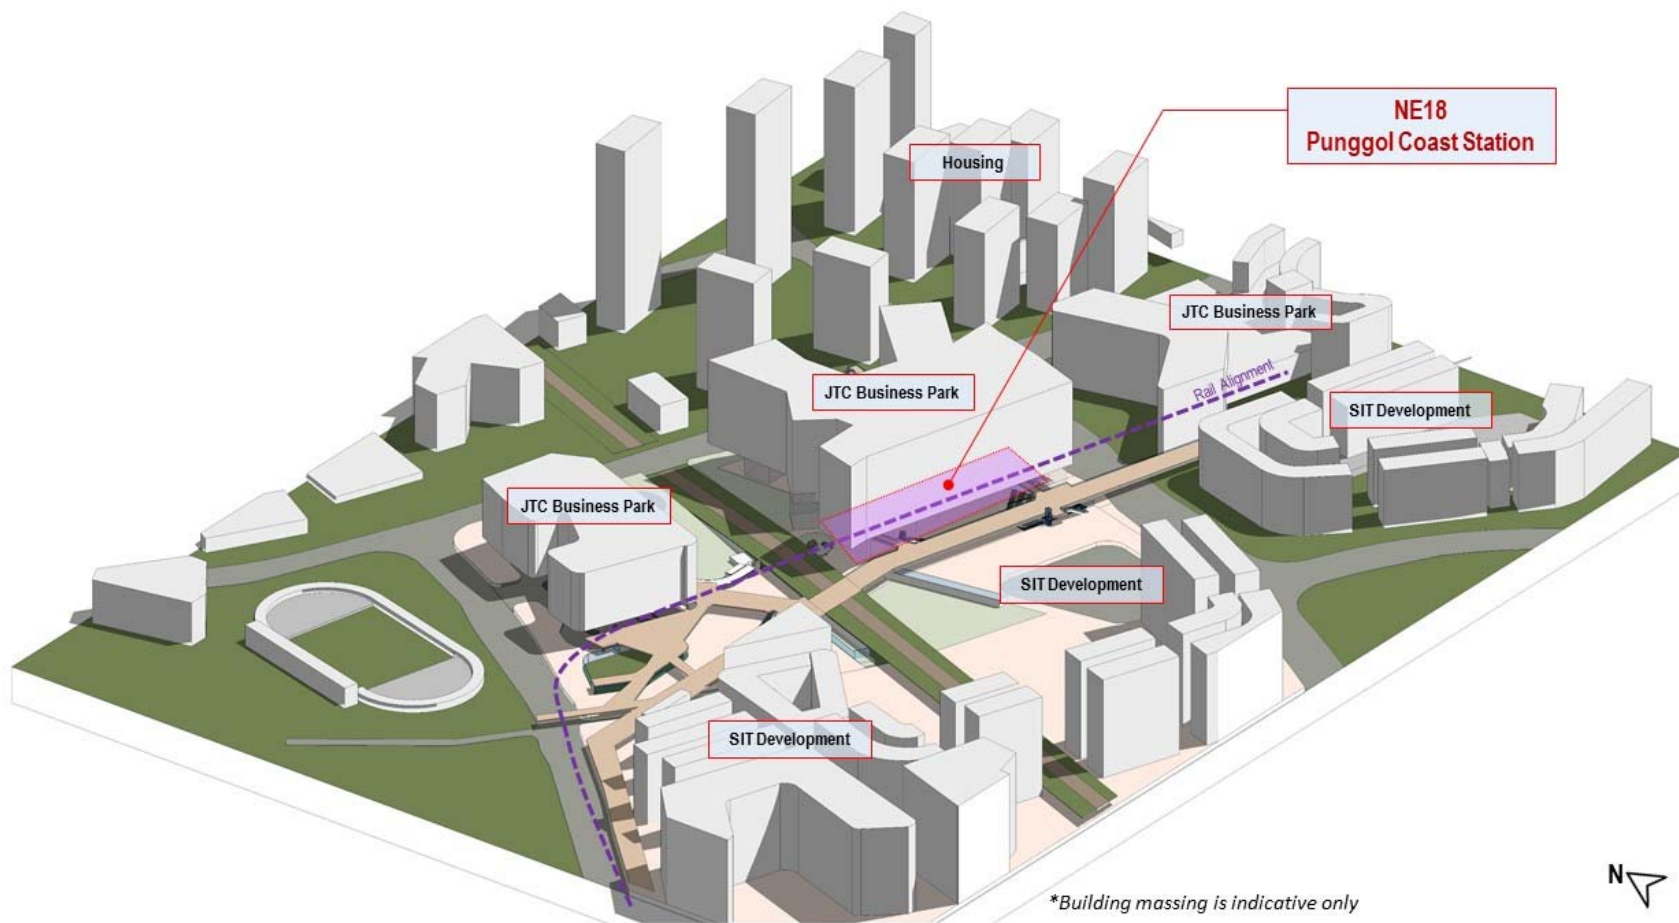 NE18
Punggol Coast Station
Housing
JTC Business Park
Rail Alignment
JTC Business Park
SIT Development
JTC Business Park
SIT Development
SIT Development
N
*Building massing is indicative only